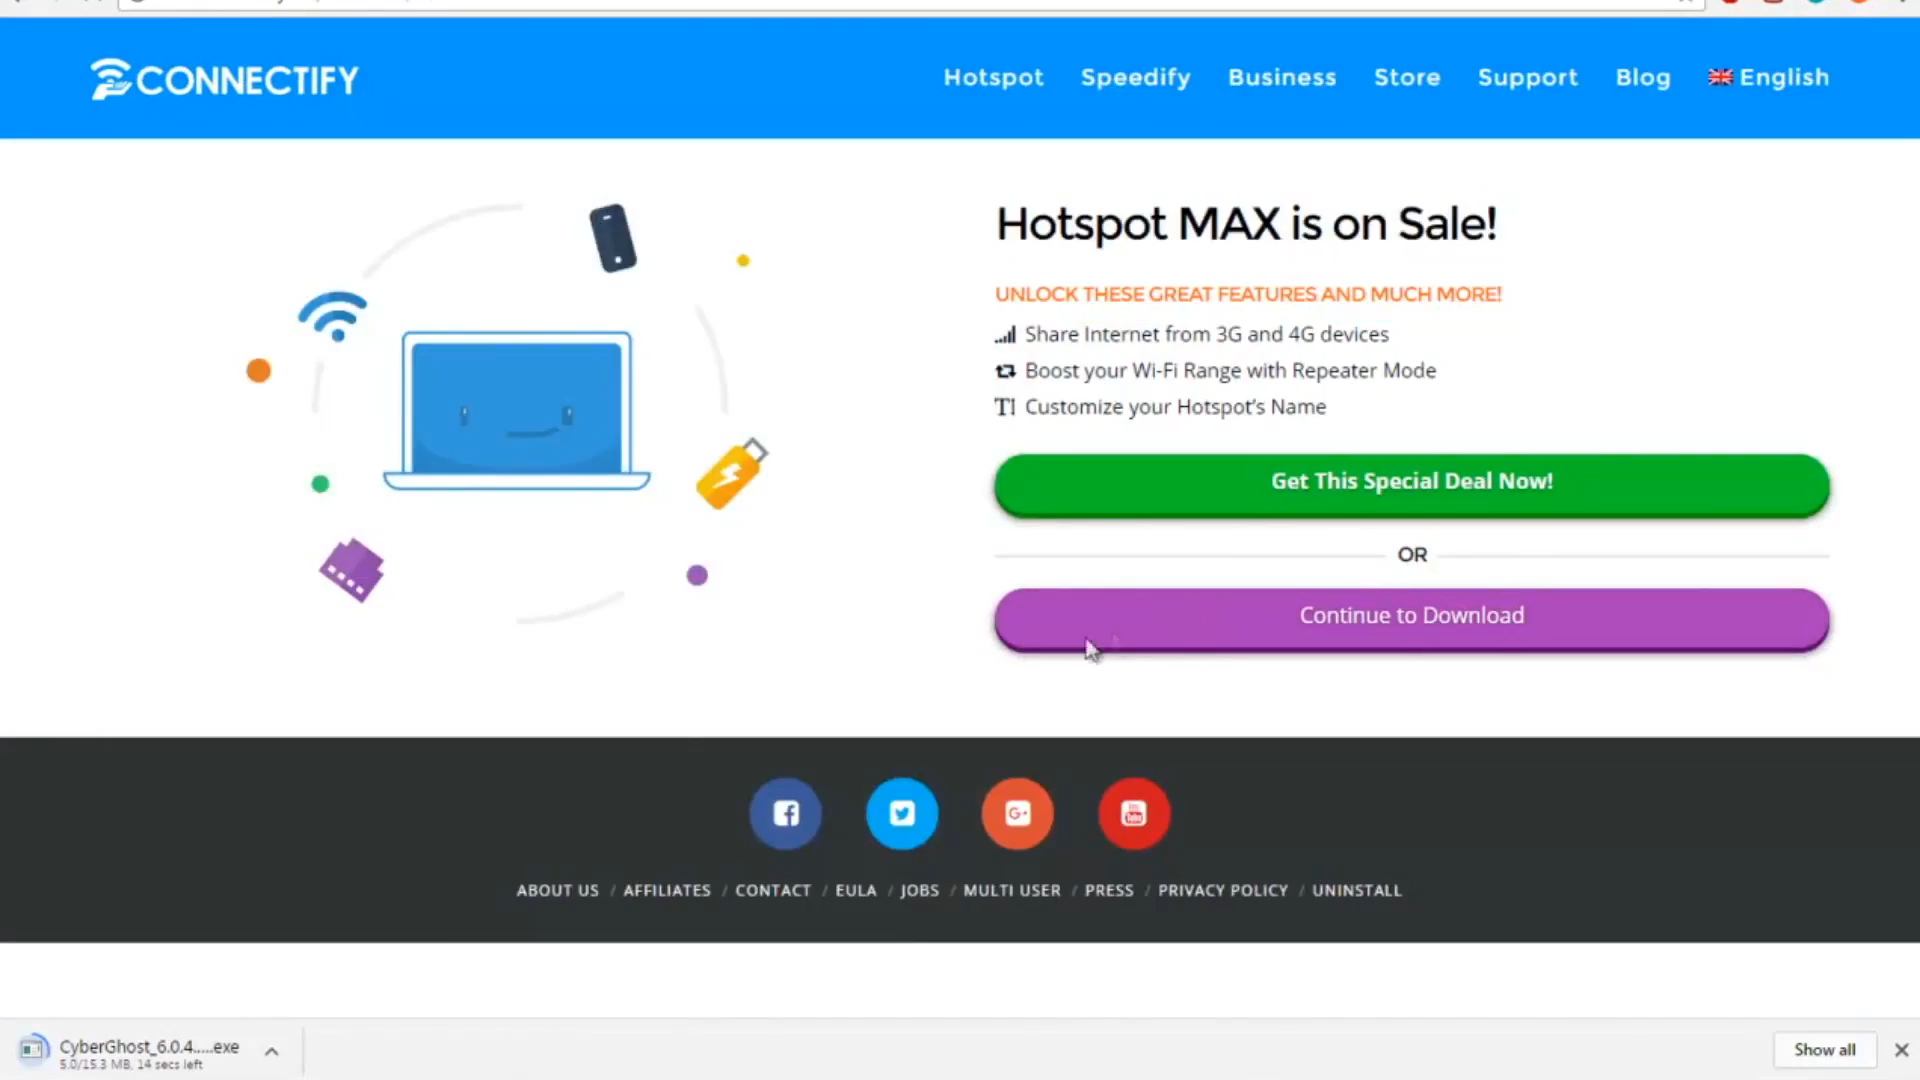 CONNECTIFY
Hotspot Speedify Business Store Support Blog English
Hotspot MAX is on Sale!
UNLOCK THESE GREAT FEATURES AND MUCH MORE!
Share Internet from 3G and 4G devices
Boost your Wi-Fi Range with Repeater Mode
Customize your Hotspot's Name
Get This Special Deal Now!
OR
Continue to Download
ABOUT US / AFFILIATES / CONTACT / EULA / JOBS / MULTI USER / PRESS / PRIVACY POLICY / UNINSTALL
CyberGhost_6.0.4.....exe
5.0/15.3 MB, 14 secs left
Show all